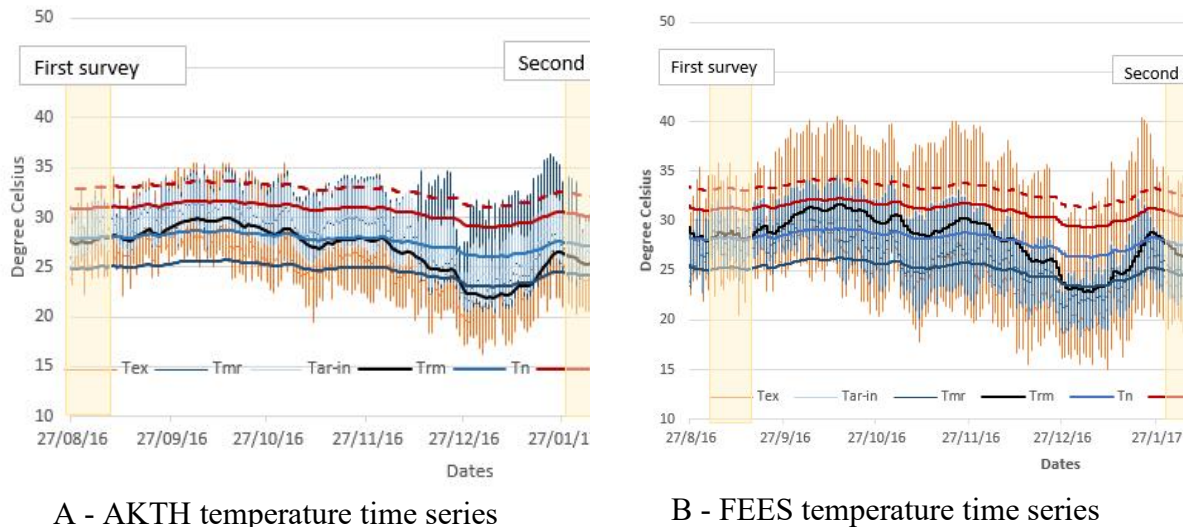 50
First survey
Second
40
35
30
25
20
15
10
Degree Celsius
Tex Tmr Tar-in Trm Tn
27/08/16 27/09/16 27/10/16 27/11/16 27/12/16 27/01/1
Dates
A - AKTH temperature time series
50
First survey
Second
40
35
30
25
20
15
10
Degree Celsius
Tex Tar-in Tmr Trm Tn
27/8/16 27/9/16 27/10/16 27/11/16 27/12/16 27/1/17
Dates
B - FEES temperature time series